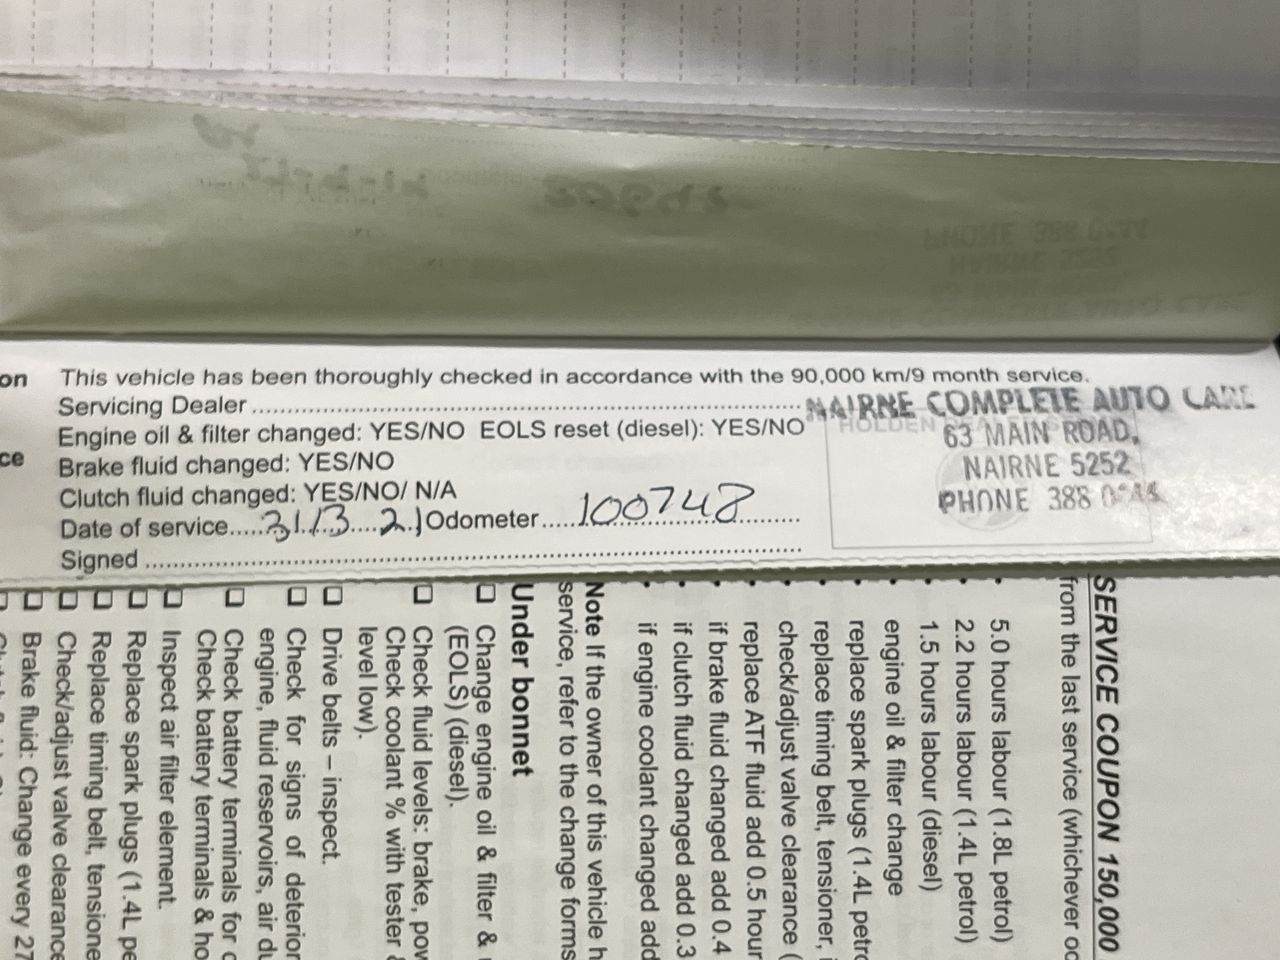 on
This vehicle has been thoroughly checked in accordance with the 90,000 km/9 month service.
Servicing Dealer
NAIRNE COMPLETE AUTO CARE
HOLDEN
63 MAIN ROAD,
NAIRNE 5252
PHONE 388
Engine oil & filter changed: YES/NO EOLS reset (diesel): YES/NO
ce
Brake fluid changed: YES/NO
Clutch fluid changed: YES/NO/ N/A
Date of service.....31/3....21 Odometer.....100748
Signed
SERVICE COUPON 150,000
from the last service (whichever oc
• 5.0 hours labour (1.8L petrol)
• 2.2 hours labour (1.4L petrol)
• 1.5 hours labour (diesel)
engine oil & filter change
• replace spark plugs (1.4L petro
• replace timing belt, tensioner,
• check/adjust valve clearance (
• replace ATF fluid add 0.5 hour
• if brake fluid changed add 0.4
• if clutch fluid changed add 0.3
• if engine coolant changed add
Note If the owner of this vehicle h
service, refer to the change forms
Under bonnet
Change engine oil & filter &
(EOLS) (diesel).
Check fluid levels: brake, pow
Check coolant % with tester
level low).
Drive belts – inspect.
Check for signs of deterior
engine, fluid reservoirs, air du
Check battery terminals for c
Check battery terminals & ho
Inspect air filter element.
Replace spark plugs (1.4L pe
Replace timing belt, tensione
Check/adjust valve clearance
Brake fluid: Change every 27